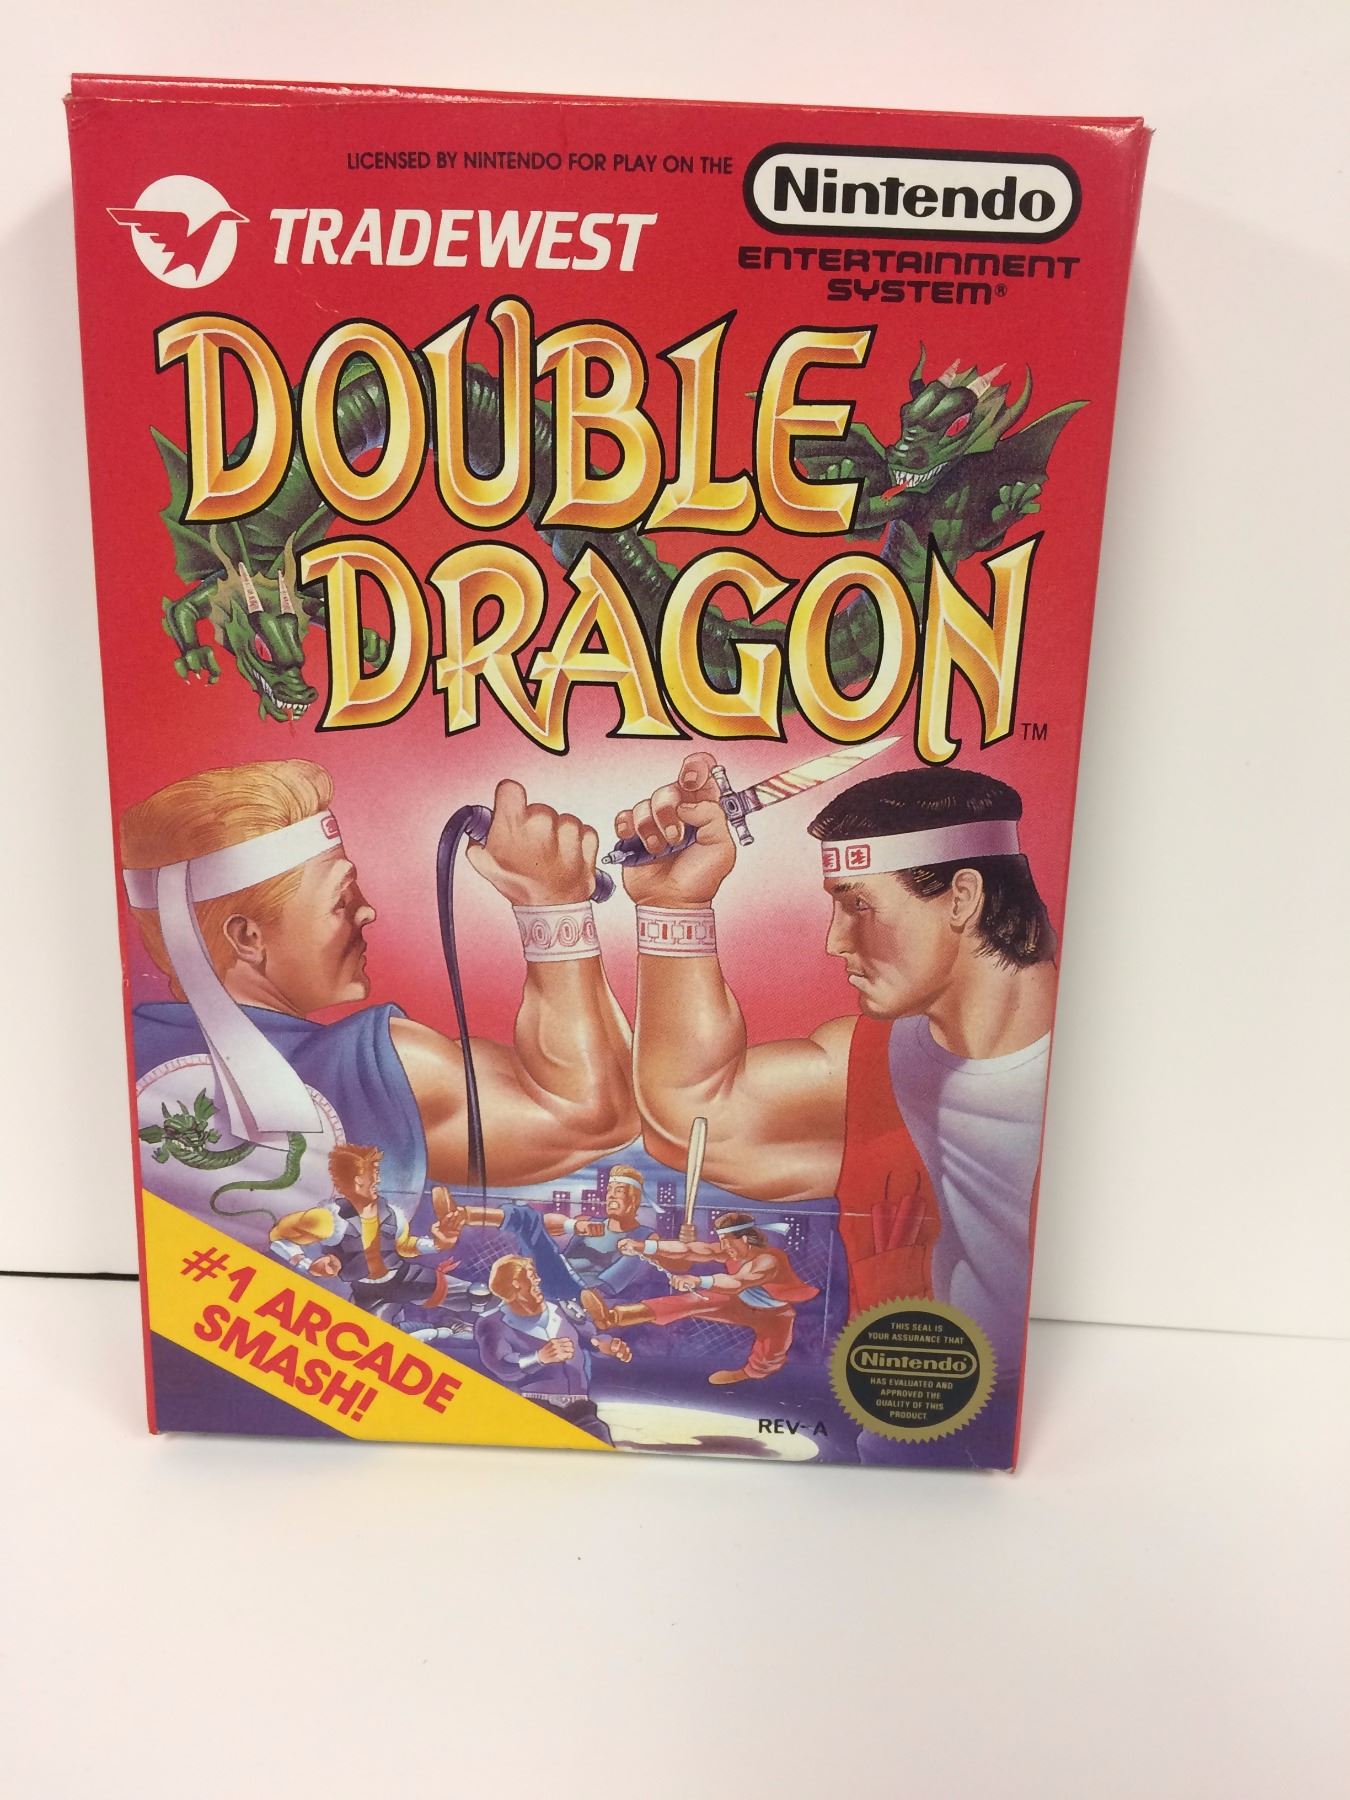 LICENSED BY NINTENDO FOR PLAY ON THE
Nintendo
ENTERTAINMENT
SYSTEM®
TRADEWEST
DOUBLE
DRAGON
TM
#1 ARCADE
SMASH!
REV-A
THIS SEAL IS
YOUR ASSURANCE THAT
Nintendo®
HAS EVALUATED AND
APPROVED THE
QUALITY OF THIS
PRODUCT